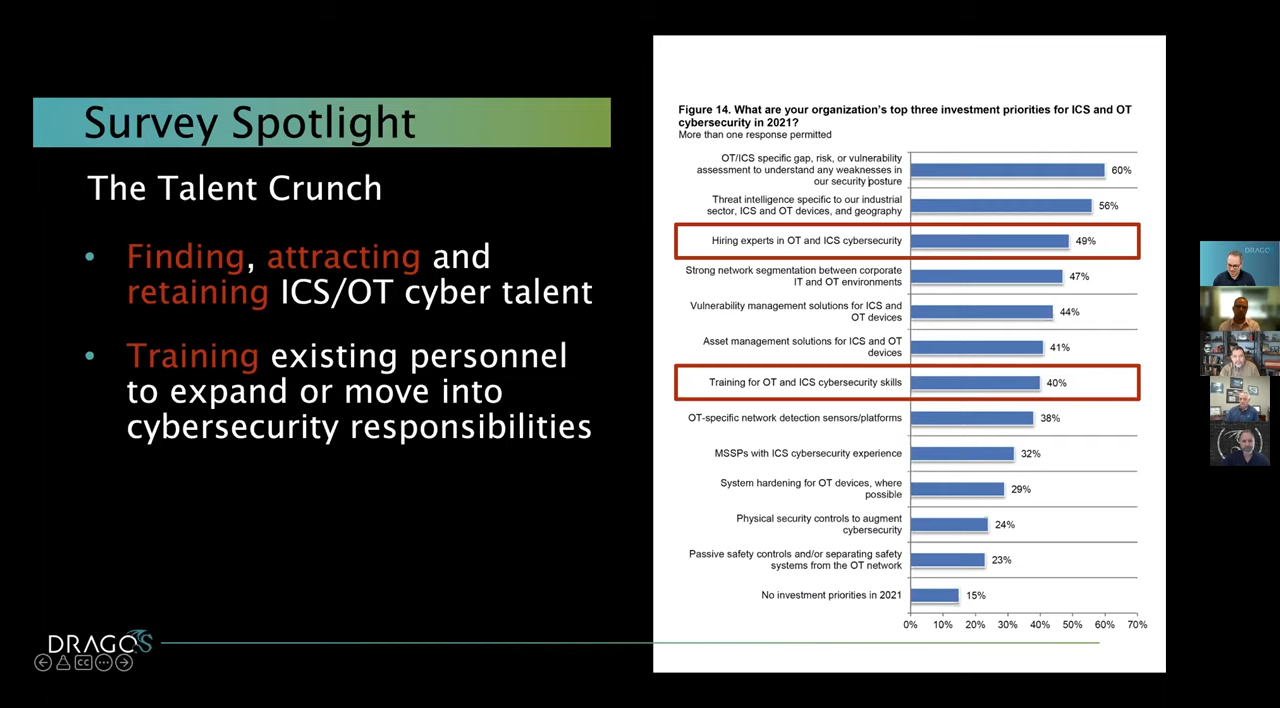 Survey Spotlight
The Talent Crunch
• Finding, attracting and
retaining ICS/OT cyber talent
• Training existing personnel
to expand or move into
cybersecurity responsibilities
DRAGOS
CC
Figure 14. What are your organization's top three investment priorities for ICS and OT
cybersecurity in 2021?
More than one response permitted
OT/ICS specific gap, risk, or vulnerability
assessment to understand any weaknesses in
our security posture
60%
Threat intelligence specific to our industrial
sector, ICS and OT devices, and geography
56%
Hiring experts in OT and ICS cybersecurity
49%
Strong network segmentation between corporate
IT and OT environments
47%
Vulnerability management solutions for ICS and
OT devices
44%
Asset management solutions for ICS and OT
devices
41%
Training for OT and ICS cybersecurity skills
40%
OT-specific network detection sensors/platforms
38%
MSSPs with ICS cybersecurity experience
32%
System hardening for OT devices, where
possible
29%
Physical security controls to augment
cybersecurity
24%
Passive safety controls and/or separating safety
systems from the OT network
23%
No investment priorities in 2021
15%
0% 10% 20% 30% 40% 50% 60% 70%